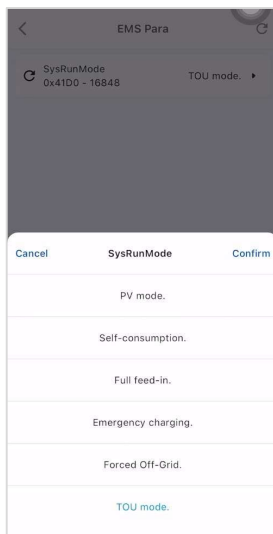 EMS Para
SysRunMode
0x41D0 - 16848
TOU mode.
Cancel
SysRunMode
Confirm
PV mode.
Self-consumption.
Full feed-in.
Emergency charging.
Forced Off-Grid.
TOU mode.